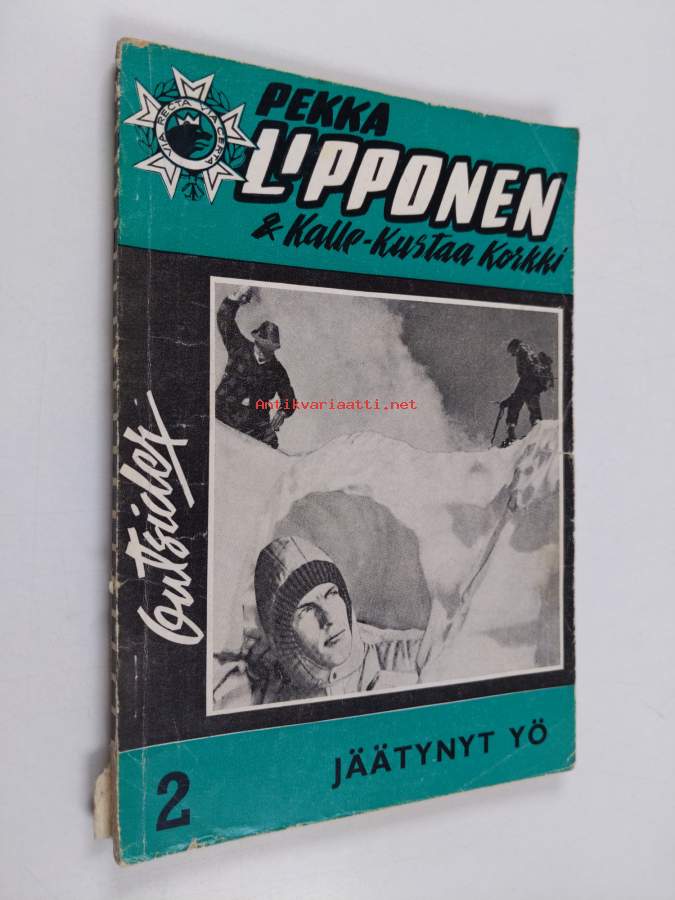 VIA RECTA VIA CERTA
PEKKA
LIPPONEN
& Kalle-Kustaa Korkki
Antikvariaatti.net
Outsider
JÄÄTYNYT YÖ
2